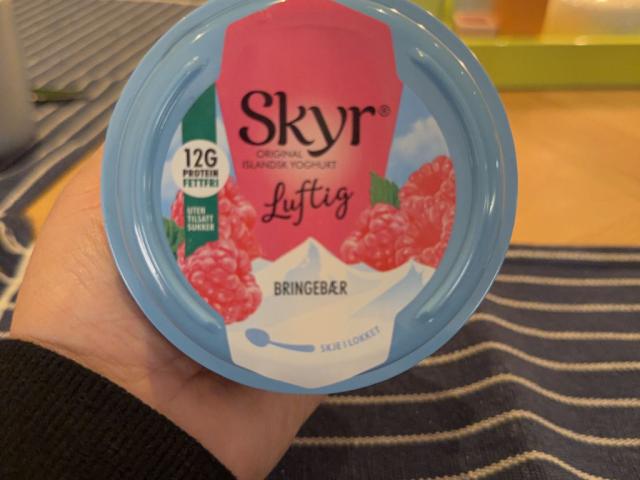 Skyr®
ORIGINAL
ISLANDSK YOGHURT
Luftig
12G
PROTEIN
FETTFRI
UTEN
TILSATT
SUKKER
BRINGEBÆR
SKJE I LOKKET